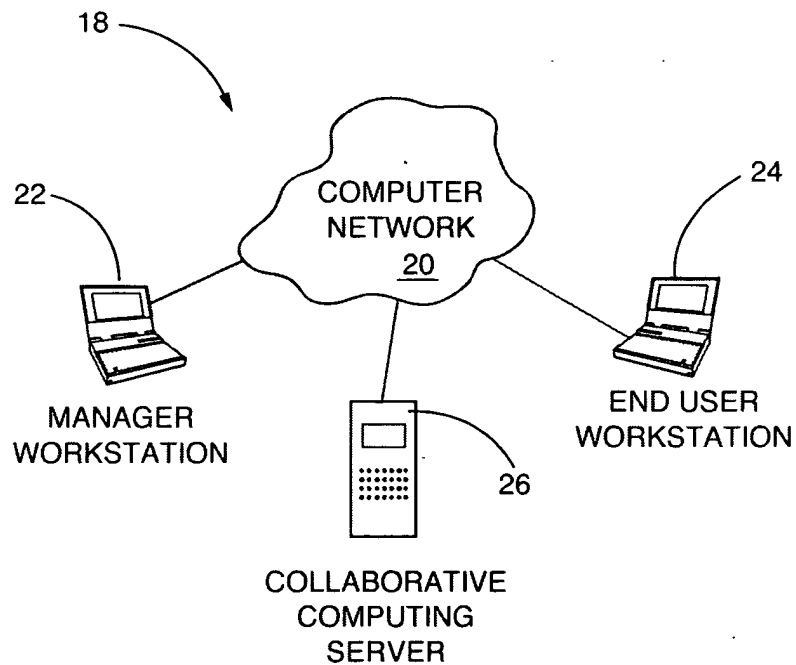 18
COMPUTER
NETWORK
20
22
24
MANAGER
WORKSTATION
END USER
WORKSTATION
26
COLLABORATIVE
COMPUTING
SERVER